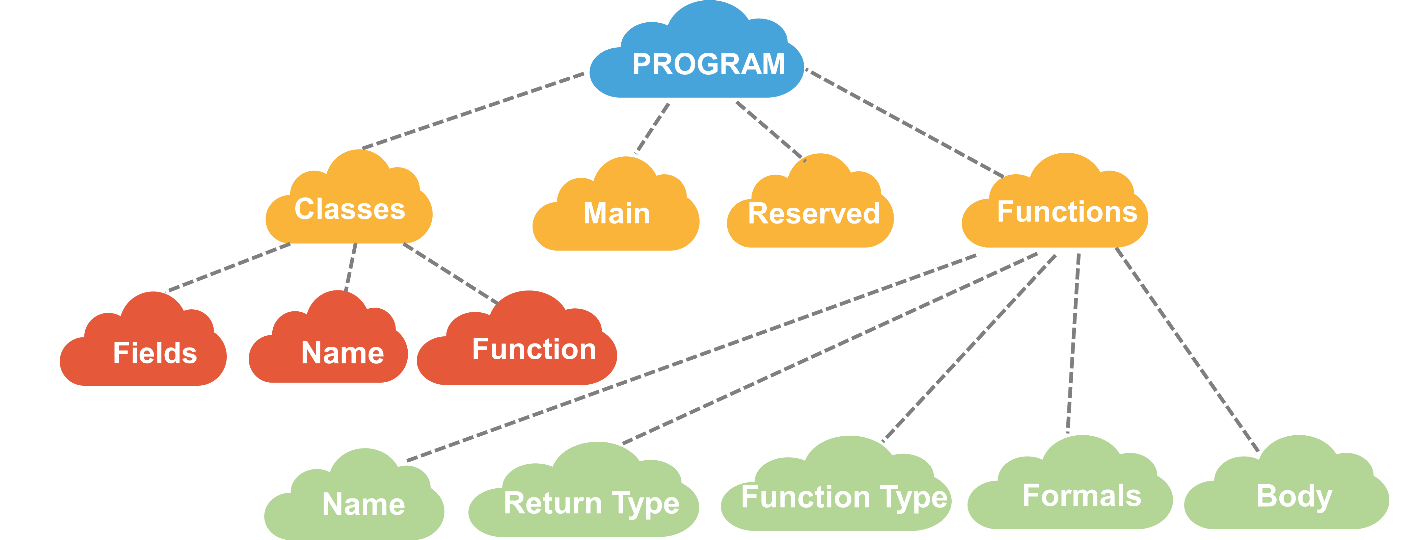 PROGRAM
Classes
Main
Reserved
Functions
Fields
Name
Function
Name
Return Type
Function Type
Formals
Body